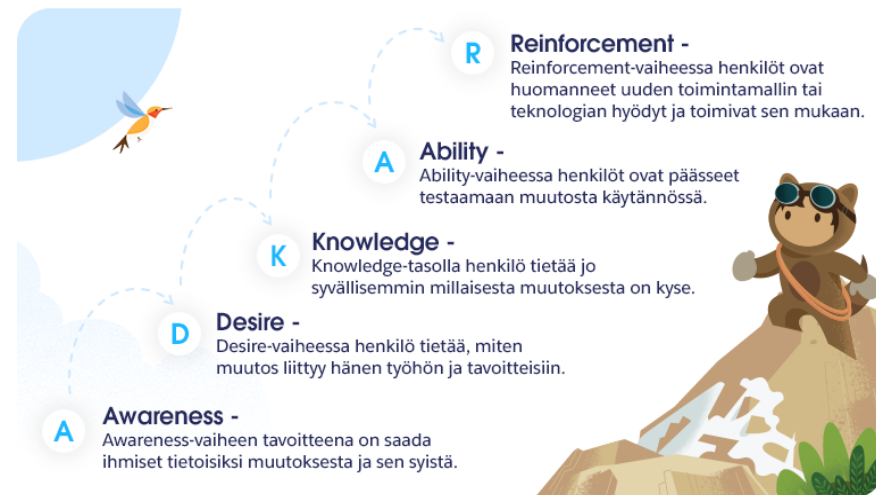 R
Reinforcement -
Reinforcement-vaiheessa henkilöt ovat
huomanneet uuden toimintamallin tai
teknologian hyödyt ja toimivat sen mukaan.
A
Ability -
Ability-vaiheessa henkilöt ovat päässeet
testaamaan muutosta käytännössä.
K
Knowledge -
Knowledge-tasolla henkilö tietää jo
syvällisemmin millaisesta muutoksesta on kyse.
D
Desire -
Desire-vaiheessa henkilö tietää, miten
muutos liittyy hänen työhön ja tavoitteisiin.
A
Awareness -
Awareness-vaiheen tavoitteena on saada
ihmiset tietoisiksi muutoksesta ja sen syistä.